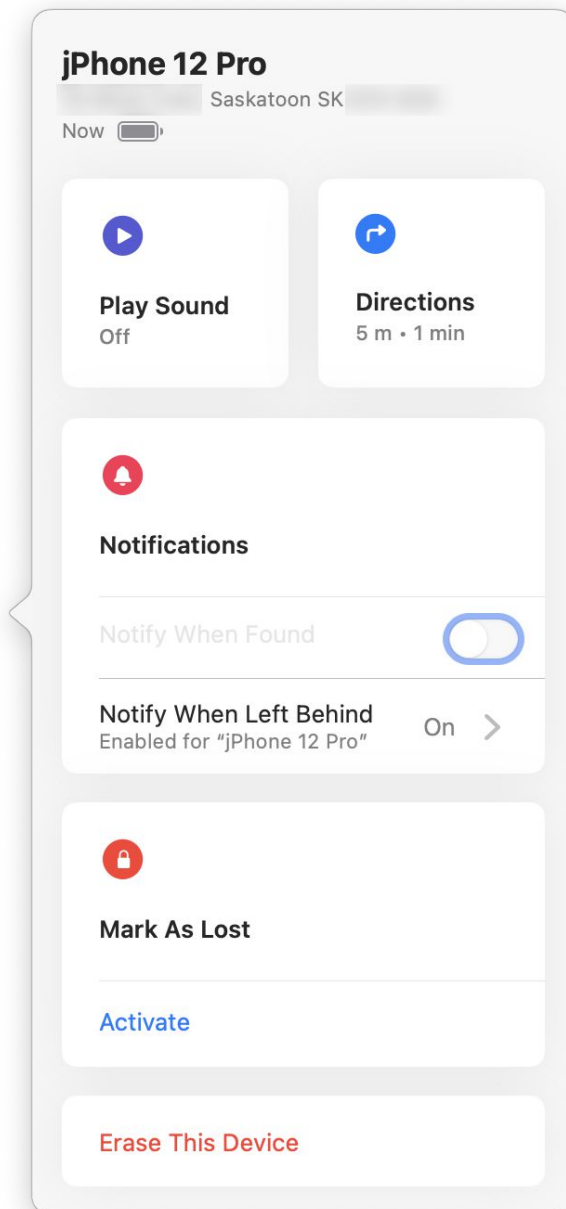 jPhone 12 Pro
Saskatoon SK
Now
Play Sound
Off
Directions
5 m • 1 min
Notifications
Notify When Found
Notify When Left Behind
Enabled for “jPhone 12 Pro”
On
Mark As Lost
Activate
Erase This Device